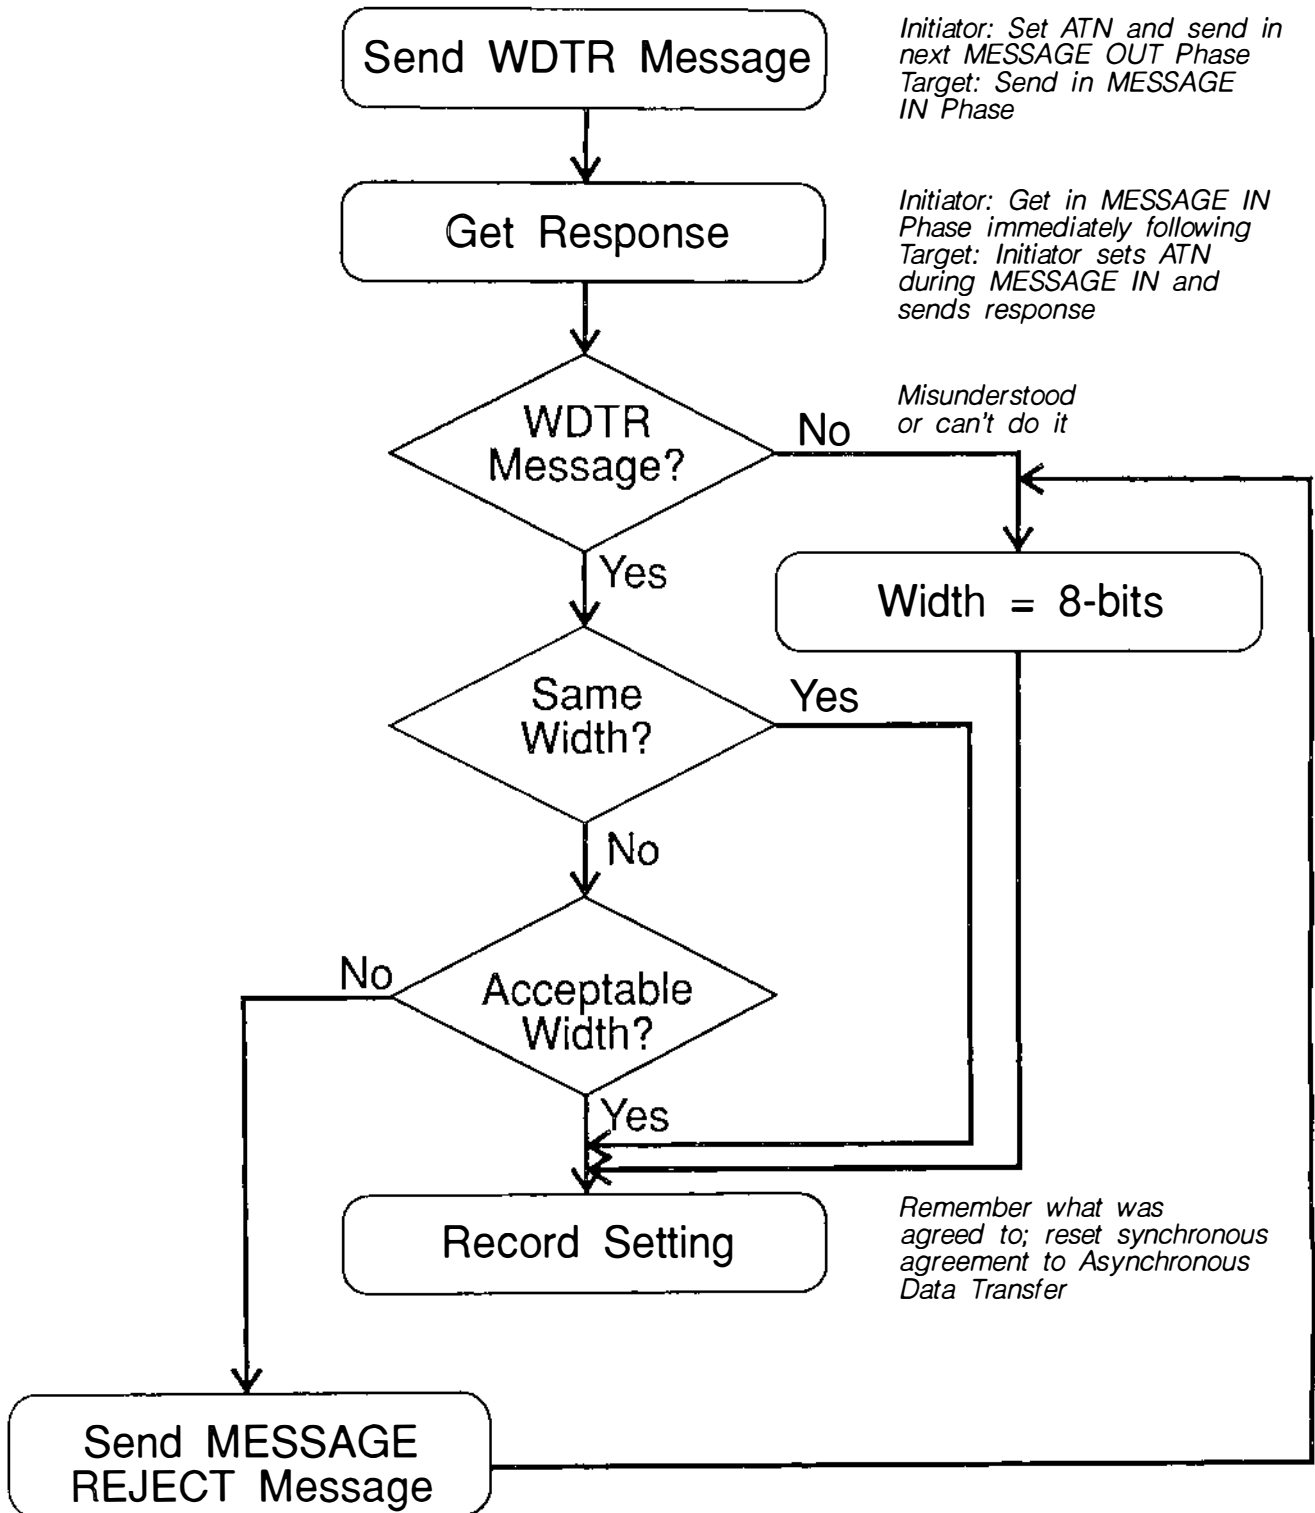 Send WDTR Message
Initiator: Set ATN and send in
next MESSAGE OUT Phase
Target: Send in MESSAGE
IN Phase
Get Response
Initiator: Get in MESSAGE IN
Phase immediately following
Target: Initiator sets ATN
during MESSAGE IN and
sends response
WDTR
Message?
No
Misunderstood
or can't do it
Yes
Width = 8-bits
Same
Width?
Yes
No
Acceptable
Width?
No
Yes
Record Setting
Remember what was
agreed to; reset synchronous
agreement to Asynchronous
Data Transfer
Send MESSAGE
REJECT Message